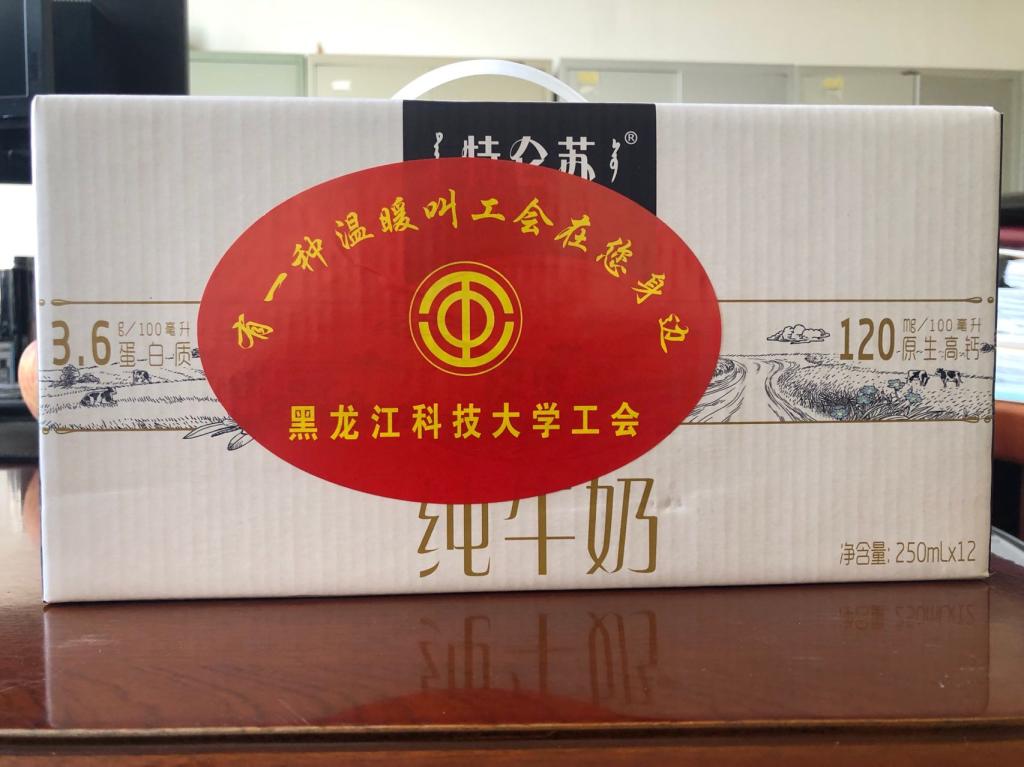 特仑苏®
有一种温暖叫工会在您身边
3.6 g/100毫升
蛋白质
120 mg/100毫升
原生高钙
黑龙江科技大学工会
纯牛奶
净含量: 250mLx12